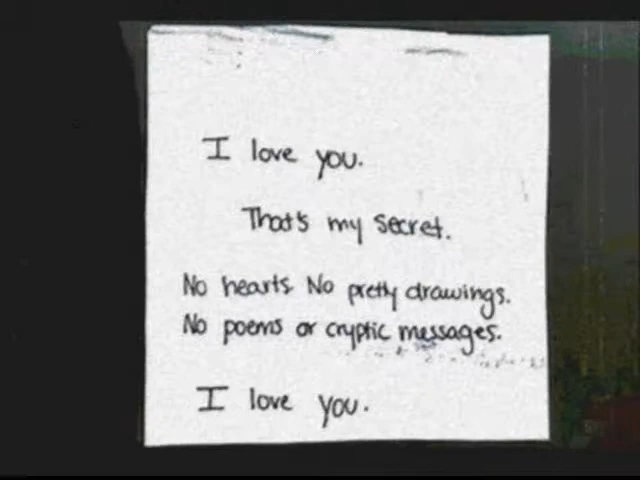 I love you.
That's my secret.
No hearts. No pretty drawings.
No poems or cryptic messages.
I love you.